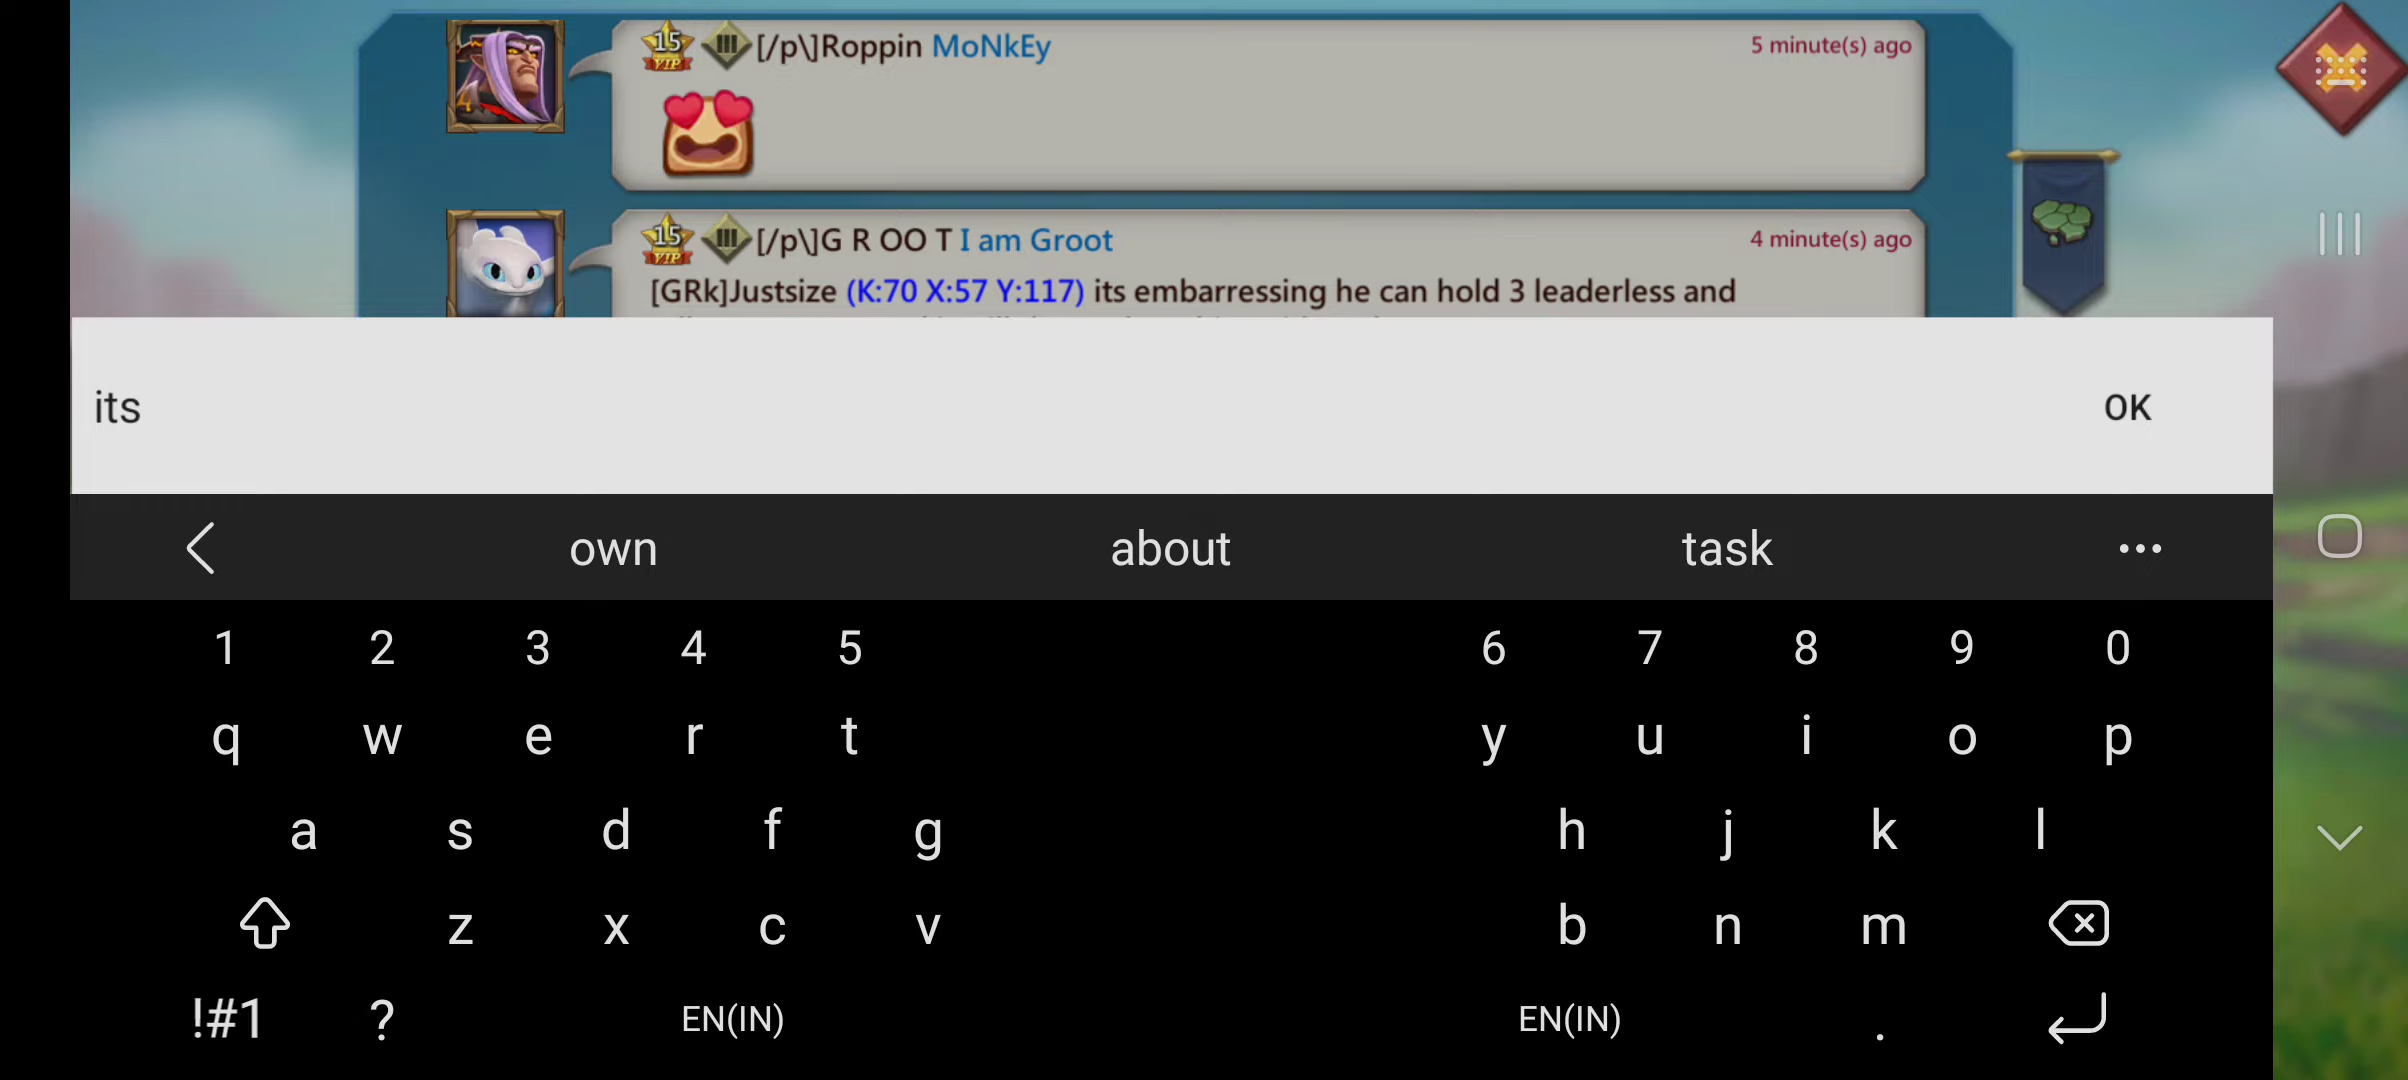 15 VIP III [/p\]Roppin MoNkEy 5 minute(s) ago
15 VIP III [/p\]G R OO T I am Groot 4 minute(s) ago
[GRk]Justsize (K:70 X:57 Y:117) its embarressing he can hold 3 leaderless and
its OK
own about task ...
1 2 3 4 5 6 7 8 9 0
q w e r t y u i o p
a s d f g h j k l
z x c v b n m
!#1 ? EN(IN) EN(IN) .